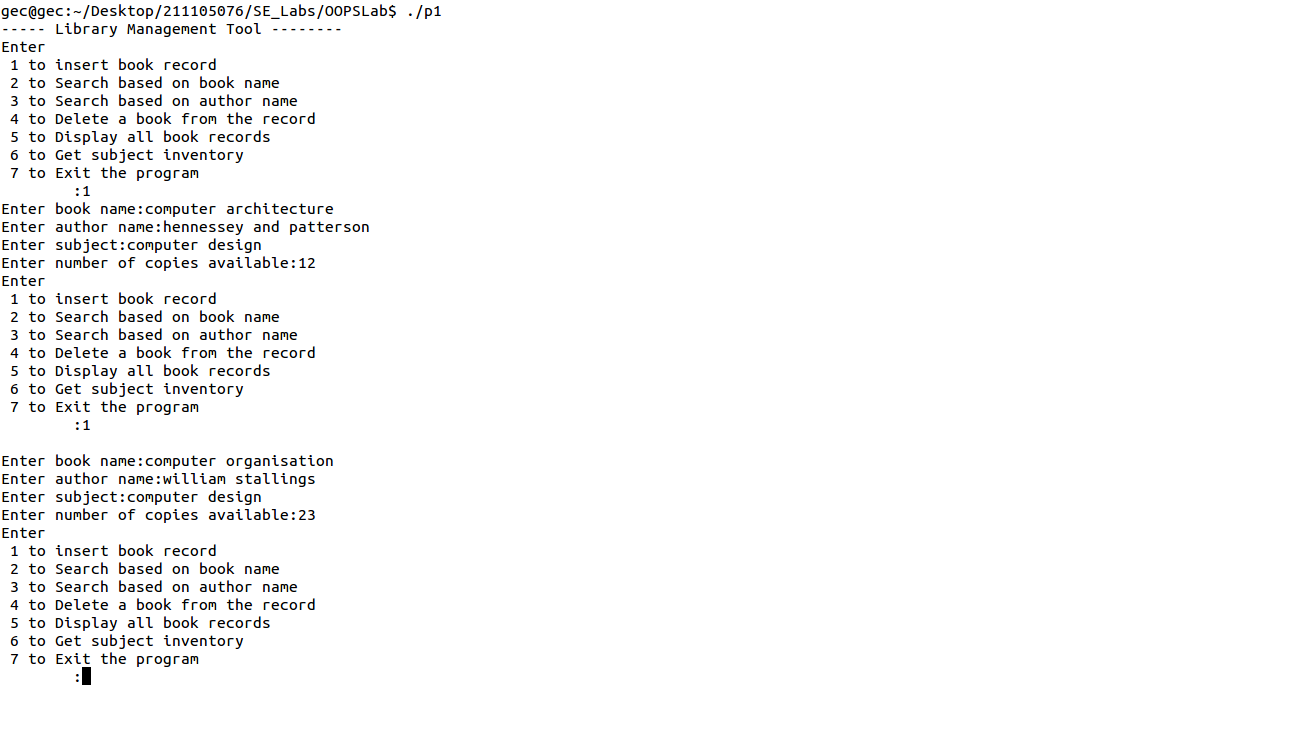 gec@gec:~/Desktop/211105076/SE_Labs/OOPSLab$ ./p1
----- Library Management Tool --------
Enter
 1 to insert book record
 2 to Search based on book name
 3 to Search based on author name
 4 to Delete a book from the record
 5 to Display all book records
 6 to Get subject inventory
 7 to Exit the program
        :1
Enter book name:computer architecture
Enter author name:hennessey and patterson
Enter subject:computer design
Enter number of copies available:12
Enter
 1 to insert book record
 2 to Search based on book name
 3 to Search based on author name
 4 to Delete a book from the record
 5 to Display all book records
 6 to Get subject inventory
 7 to Exit the program
        :1

Enter book name:computer organisation
Enter author name:william stallings
Enter subject:computer design
Enter number of copies available:23
Enter
 1 to insert book record
 2 to Search based on book name
 3 to Search based on author name
 4 to Delete a book from the record
 5 to Display all book records
 6 to Get subject inventory
 7 to Exit the program
        :